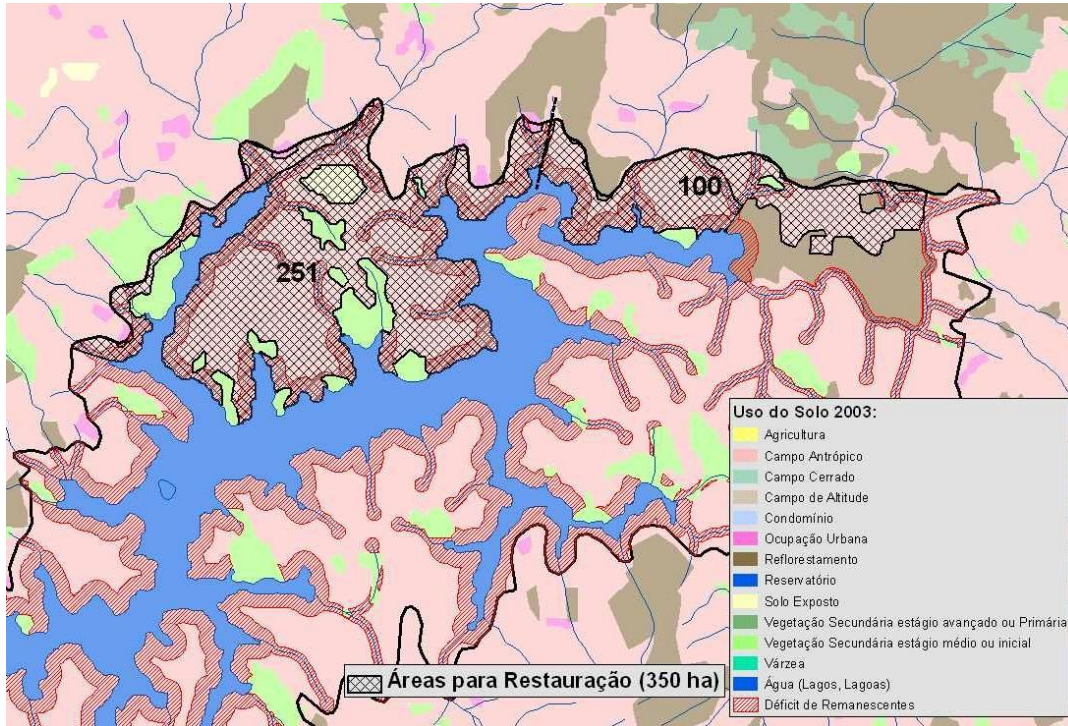 100
251
Uso do Solo 2003:
Agricultura
Campo Antrópico
Campo Cerrado
Campo de Altitude
Condomínio
Ocupação Urbana
Reflorestamento
Reservatório
Solo Exposto
Vegetação Secundária estágio avançado ou Primária
Vegetação Secundária estágio médio ou inicial
Várzea
Água (Lagos, Lagoas)
Déficit de Remanescentes
Áreas para Restauração (350 ha)